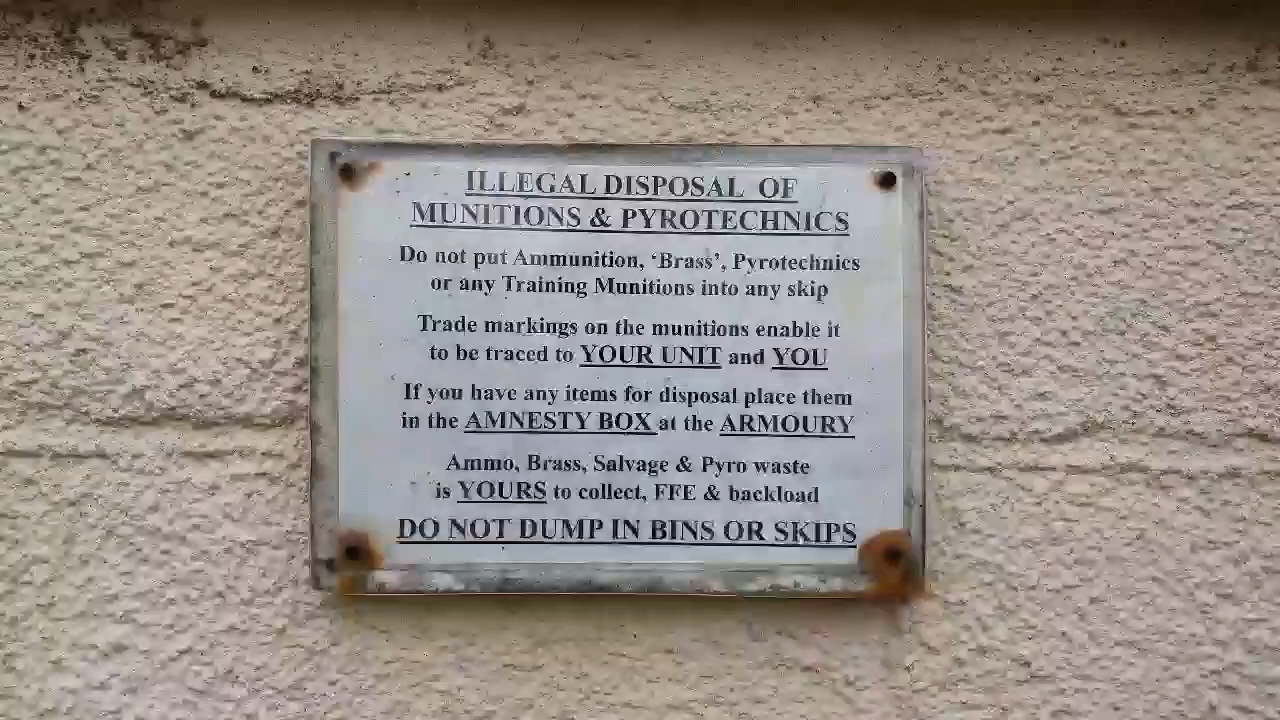 ILLEGAL DISPOSAL OF
MUNITIONS & PYROTECHNICS
Do not put Ammunition, ‘Brass’, Pyrotechnics
or any Training Munitions into any skip
Trade markings on the munitions enable it
to be traced to YOUR UNIT and YOU
If you have any items for disposal place them
in the AMNESTY BOX at the ARMOURY
Ammo, Brass, Salvage & Pyro waste
is YOURS to collect, FFE & backload
DO NOT DUMP IN BINS OR SKIPS